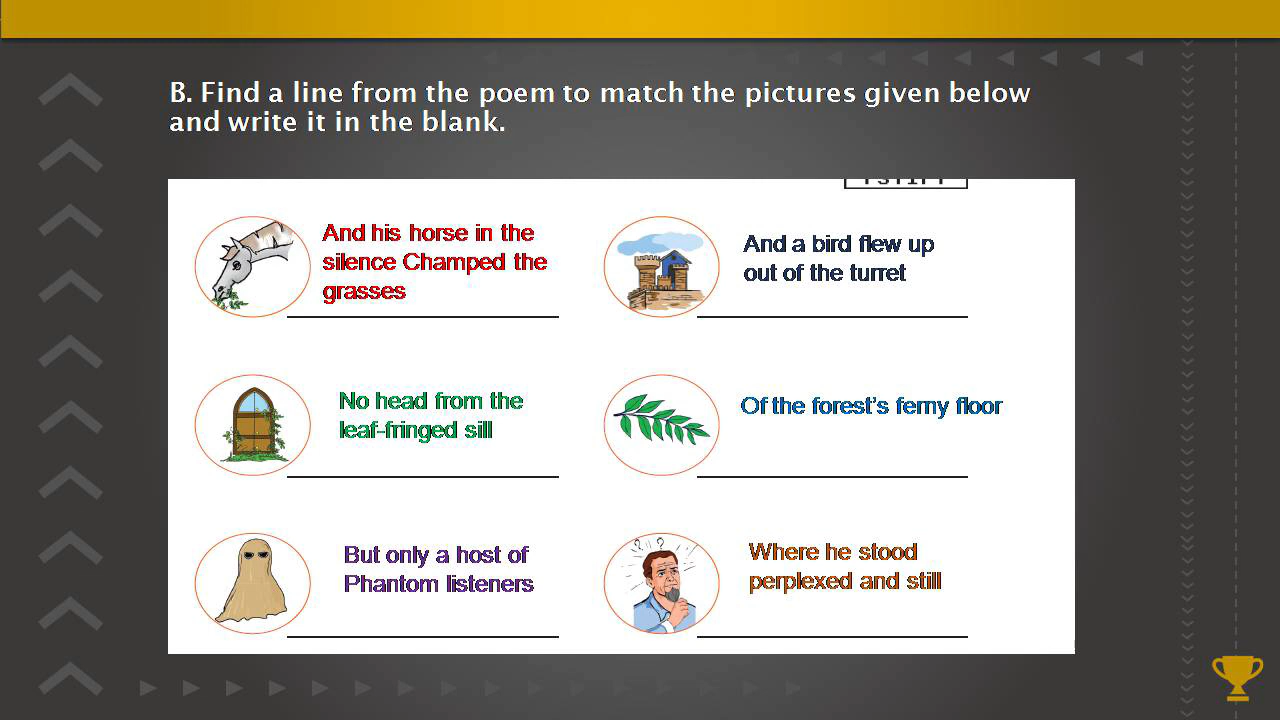 B. Find a line from the poem to match the pictures given below
and write it in the blank.
And his horse in the
silence Champed the
grasses
And a bird flew up
out of the turret
No head from the
leaf-fringed sill
Of the forest's ferny floor
But only a host of
Phantom listeners
? ?
Where he stood
perplexed and still